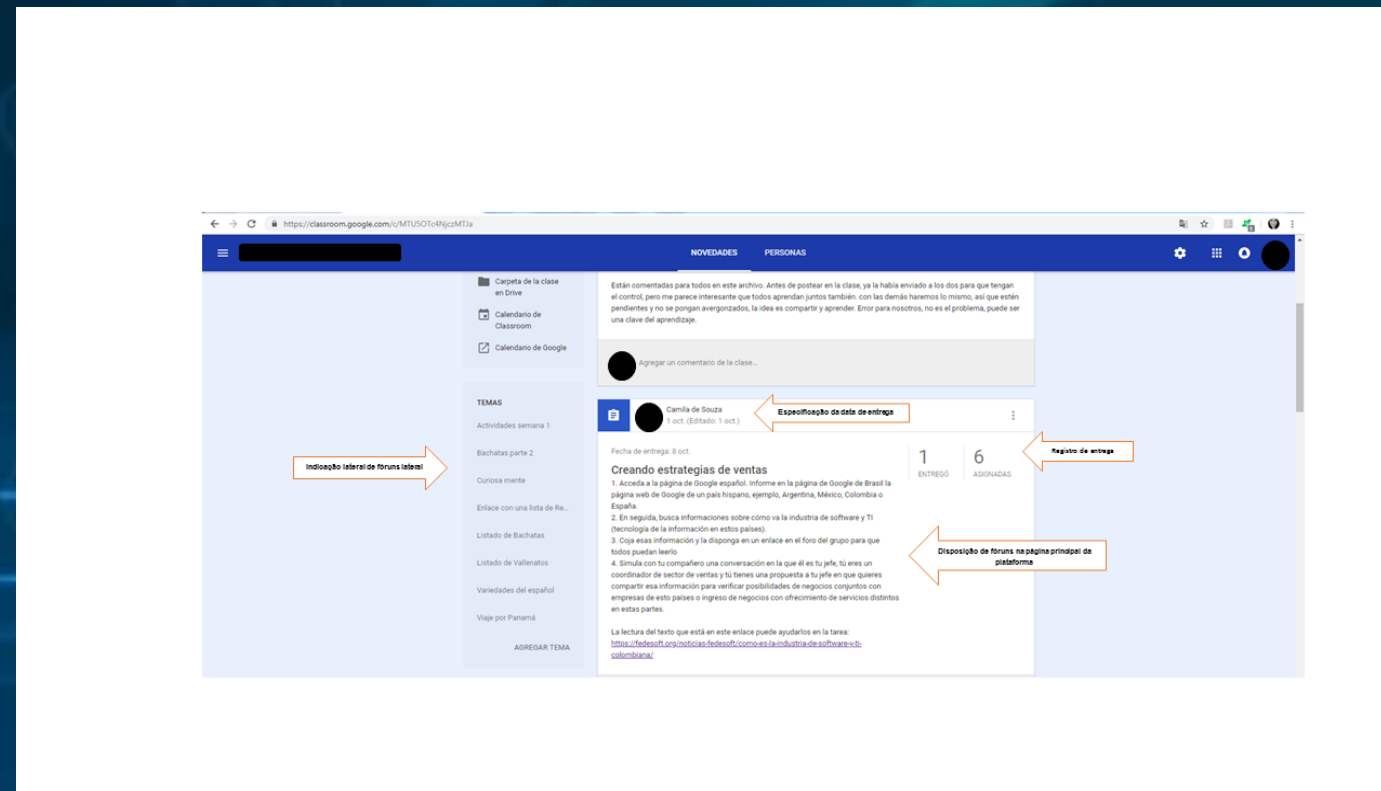 https://classroom.google.com/c/MTU5OTc4NjczMTJa
NOVEDADES
PERSONAS
Carpeta de la clase
en Drive
Calendario de
Classroom
Calendario de Google
TEMAS
Actividades semana 1
Bachatas parte 2
Curiosa mente
Enlace con una lista de Re...
Listado de Bachatas
Listado de Vallenatos
Variedades del español
Viaje por Panamá
AGREGAR TEMA
Indicação lateral de fóruns lateral
Están comentadas para todos en este archivo. Antes de postear en la clase, ya la había enviado a los dos para que tengan
el control, pero me parece interesante que todos aprendan juntos también. con las demás haremos lo mismo, así que estén
pendientes y no se pongan avergonzados, la idea es compartir y aprender. Error para nosotros, no es el problema, puede ser
una clave del aprendizaje.
Agregar un comentario de la clase...
Camila de Souza
1 oct. (Editado: 1 oct.)
Especificação da data de entrega
Fecha de entrega: 8 oct.
Creando estrategias de ventas
1. Acceda a la página de Google español. Informe en la página de Google de Brasil la
página web de Google de un país hispano, ejemplo, Argentina, México, Colombia o
España.
2. En seguida, busca informaciones sobre cómo va la industria de software y TI
(tecnología de la información en estos países).
3. Coja esas información y la disponga en un enlace en el foro del grupo para que
todos puedan leerlo
4. Simula con tu compañero una conversación en la que él es tu jefe, tú eres un
coordinador de sector de ventas y tú tienes una propuesta a tu jefe en que quieres
compartir esa información para verificar posibilidades de negocios conjuntos con
empresas de esto países o ingreso de negocios con ofrecimiento de servicios distintos
en estas partes.
La lectura del texto que está en este enlace puede ayudarlos en la tarea:
https://fedesoft.org/noticias-fedesoft/como-es-la-industria-de-software-y-ti-
colombiana/
1
ENTREGÓ
6
ASIGNADAS
Registro de entrega
Disposição de fóruns na página principal da
plataforma